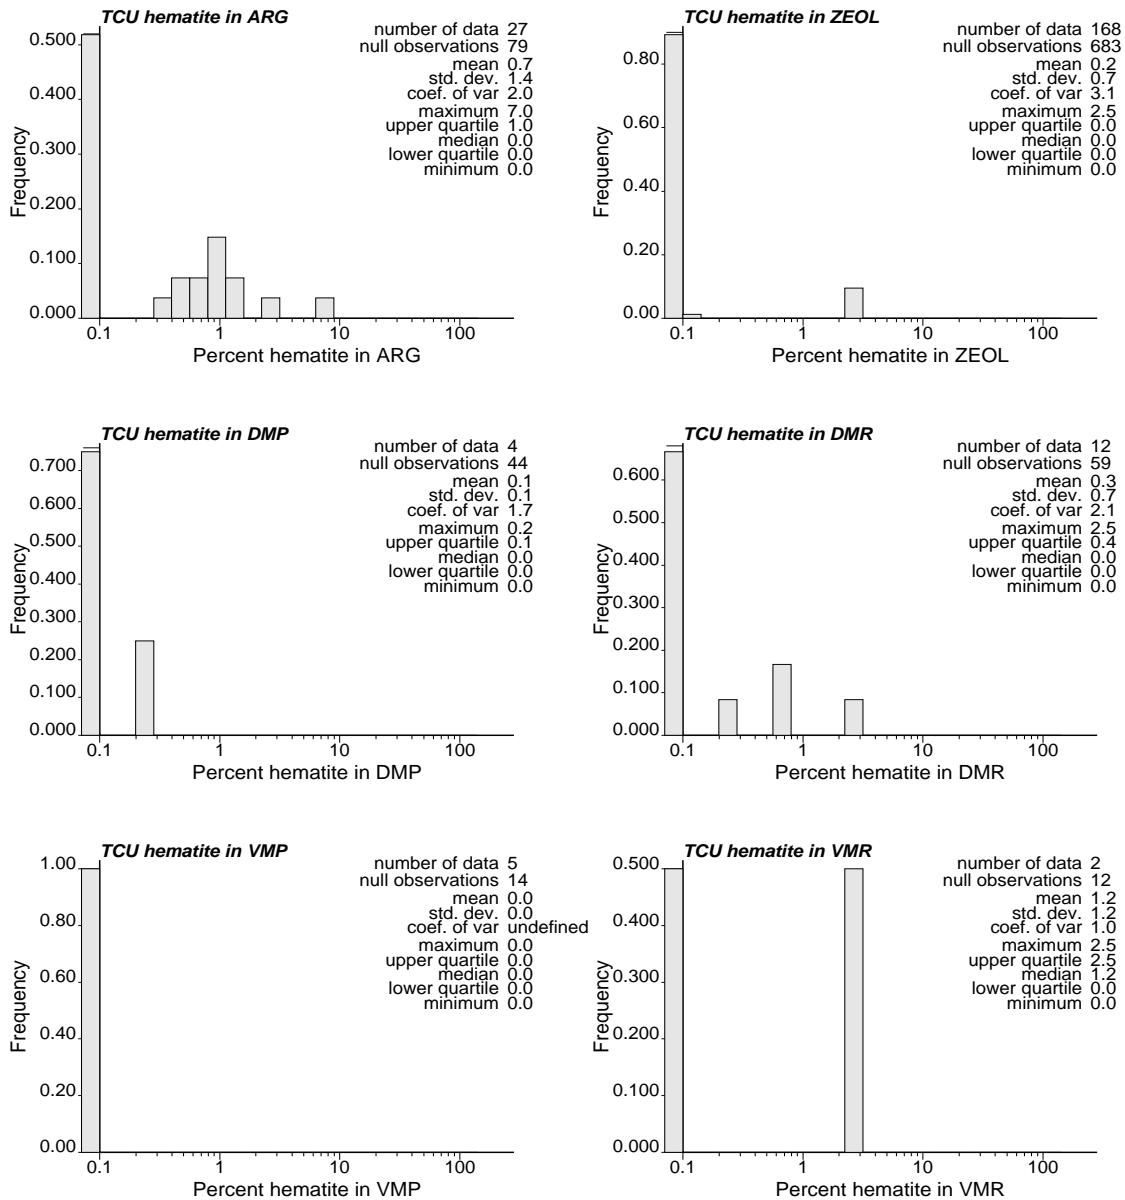 TCU hematite in ARG
number of data 27
null observations 79
mean 0.7
std. dev. 1.4
coef. of var 2.0
maximum 7.0
upper quartile 1.0
median 0.0
lower quartile 0.0
minimum 0.0
Frequency
0.500
0.400
0.300
0.200
0.100
0.000
0.1 1 10 100
Percent hematite in ARG
TCU hematite in ZEOL
number of data 168
null observations 683
mean 0.2
std. dev. 0.7
coef. of var 3.1
maximum 2.5
upper quartile 0.0
median 0.0
lower quartile 0.0
minimum 0.0
Frequency
0.80
0.60
0.40
0.20
0.00
0.1 1 10 100
Percent hematite in ZEOL
TCU hematite in DMP
number of data 4
null observations 44
mean 0.1
std. dev. 0.1
coef. of var 1.7
maximum 0.2
upper quartile 0.1
median 0.0
lower quartile 0.0
minimum 0.0
Frequency
0.700
0.600
0.500
0.400
0.300
0.200
0.100
0.000
0.1 1 10 100
Percent hematite in DMP
TCU hematite in DMR
number of data 12
null observations 59
mean 0.3
std. dev. 0.7
coef. of var 2.1
maximum 2.5
upper quartile 0.4
median 0.0
lower quartile 0.0
minimum 0.0
Frequency
0.600
0.500
0.400
0.300
0.200
0.100
0.000
0.1 1 10 100
Percent hematite in DMR
TCU hematite in VMP
number of data 5
null observations 14
mean 0.0
std. dev. 0.0
coef. of var undefined
maximum 0.0
upper quartile 0.0
median 0.0
lower quartile 0.0
minimum 0.0
Frequency
1.00
0.80
0.60
0.40
0.20
0.00
0.1 1 10 100
Percent hematite in VMP
TCU hematite in VMR
number of data 2
null observations 12
mean 1.2
std. dev. 1.2
coef. of var 1.0
maximum 2.5
upper quartile 2.5
median 1.2
lower quartile 0.0
minimum 0.0
Frequency
0.500
0.400
0.300
0.200
0.100
0.000
0.1 1 10 100
Percent hematite in VMR